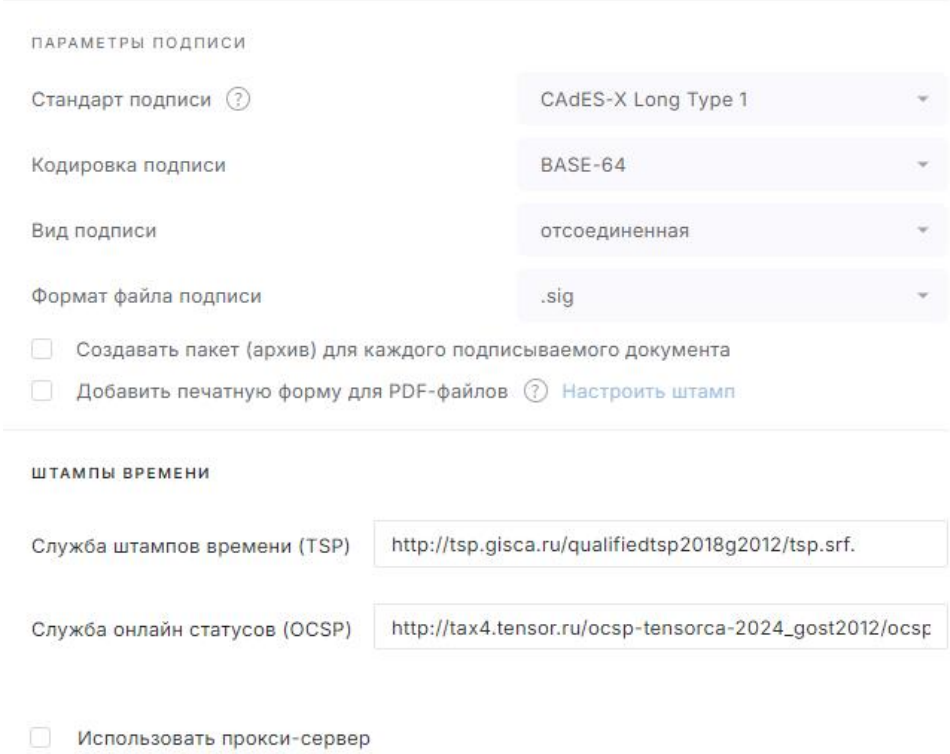 ПАРАМЕТРЫ ПОДПИСИ
Стандарт подписи ? CAdES-X Long Type 1
Кодировка подписи BASE-64
Вид подписи отсоединенная
Формат файла подписи .sig
Создавать пакет (архив) для каждого подписываемого документа
Добавить печатную форму для PDF-файлов ? Настроить штамп
ШТАМПЫ ВРЕМЕНИ
Служба штампов времени (TSP) http://tsp.gisca.ru/qualifiedtsp2018g2012/tsp.srf.
Служба онлайн статусов (OCSP) http://tax4.tensor.ru/ocsp-tensorca-2024_gost2012/ocsp
Использовать прокси-сервер